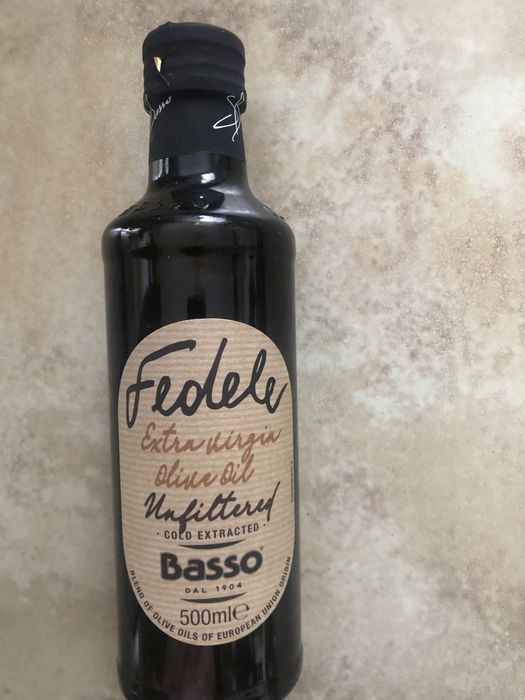 Fedele
Extra Virgin
Olive Oil
Unfiltered
· COLD EXTRACTED ·
Basso®
DAL 1904
500ml℮
BLEND OF OLIVE OILS OF EUROPEAN UNION ORIGIN